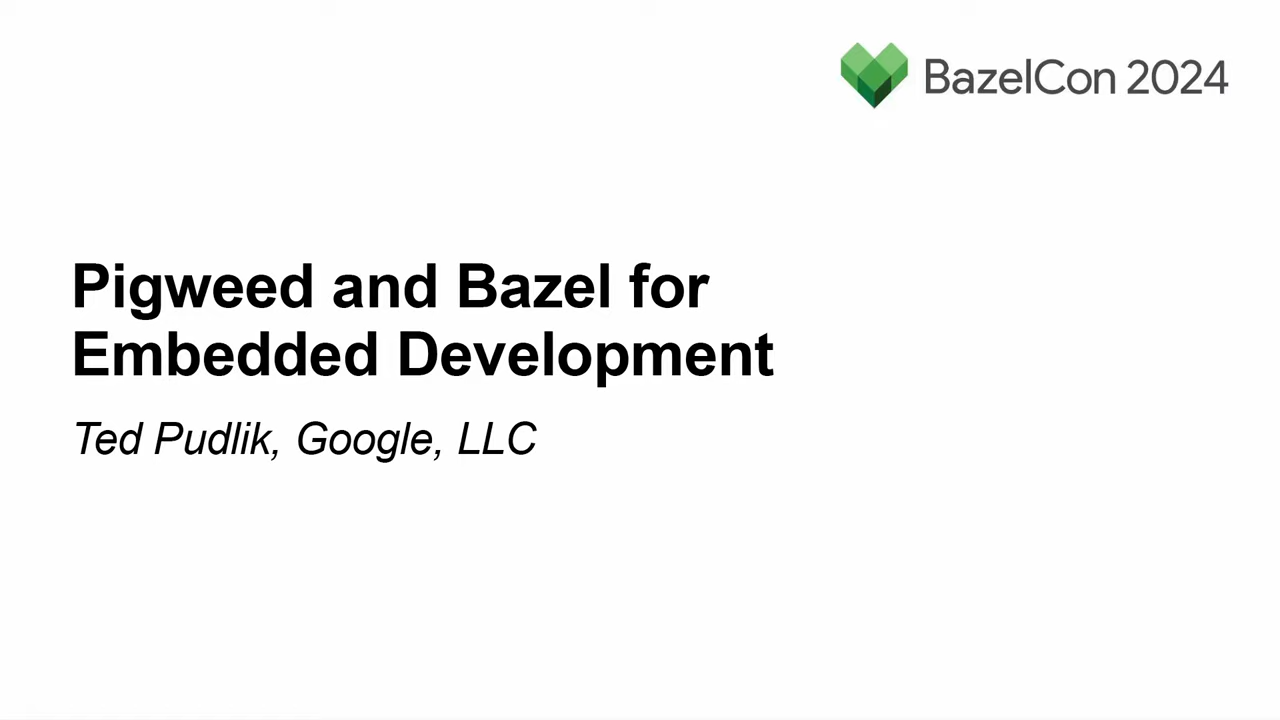 BazelCon 2024
Pigweed and Bazel for
Embedded Development
Ted Pudlik, Google, LLC